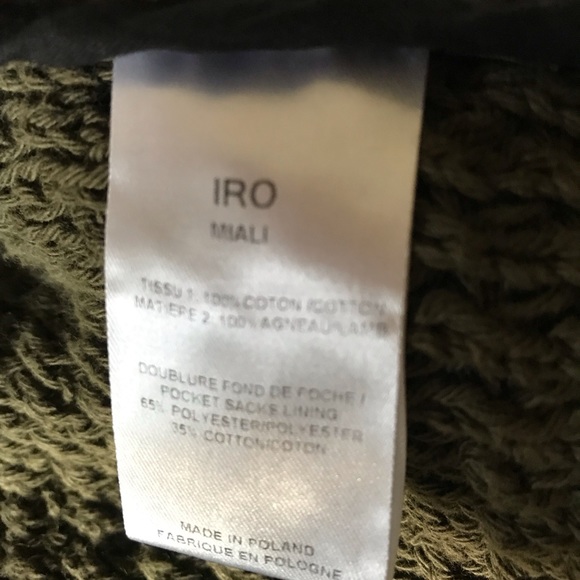 IRO
MIALI
TISSU 1: 100% COTON /COTTON
MATIERE 2: 100% AGNEAU/LAMB
DOUBLURE FOND DE POCHE /
POCKET SACKS LINING
65% POLYESTER/POLYESTER
35% COTTON/COTON
MADE IN POLAND
FABRIQUE EN POLOGNE